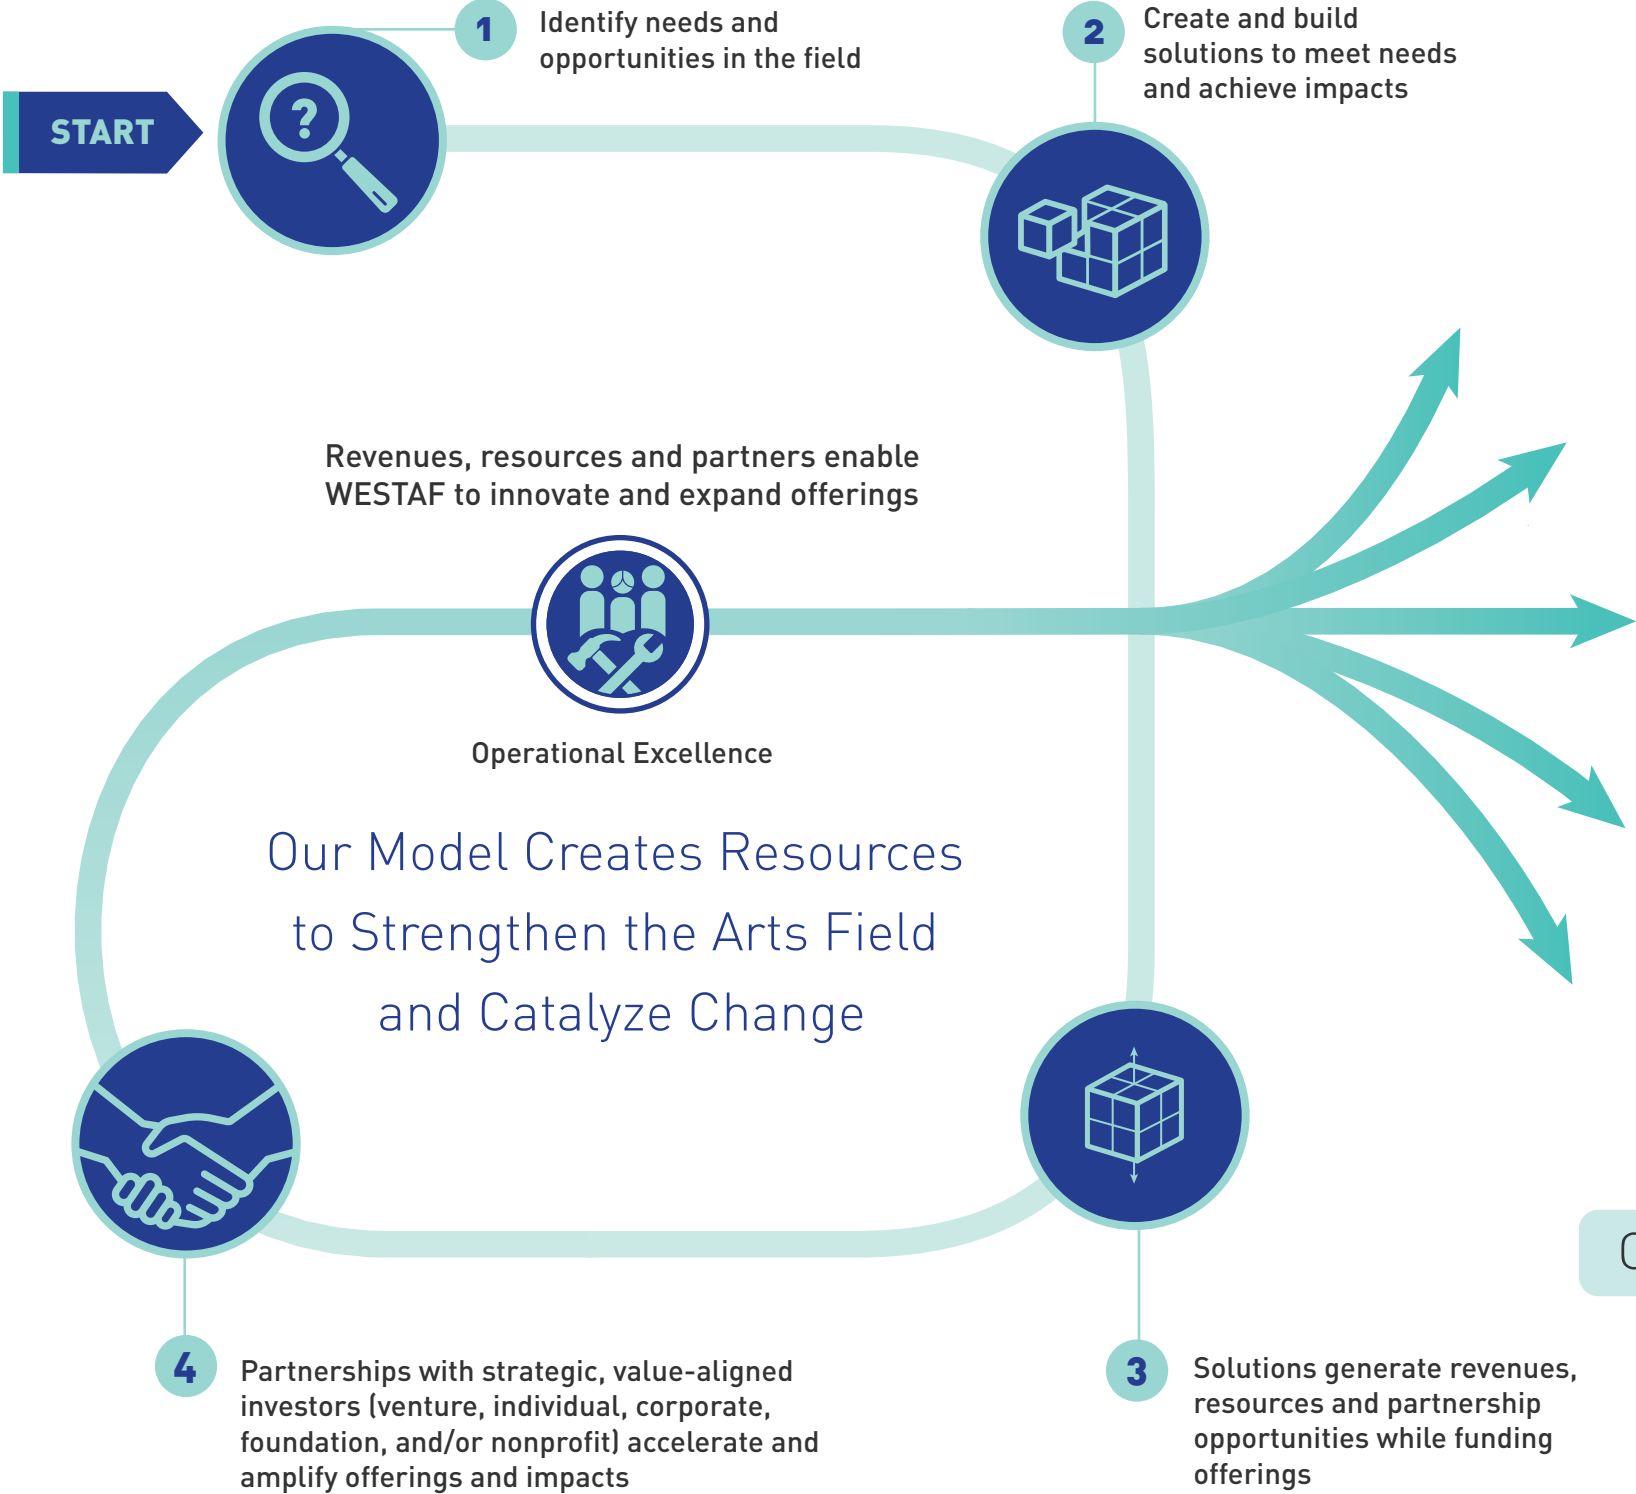 START
1
Identify needs and
opportunities in the field
2
Create and build
solutions to meet needs
and achieve impacts
?
Revenues, resources and partners enable
WESTAF to innovate and expand offerings
Operational Excellence
Our Model Creates Resources
to Strengthen the Arts Field
and Catalyze Change
3
Solutions generate revenues,
resources and partnership
opportunities while funding
offerings
4
Partnerships with strategic, value-aligned
investors (venture, individual, corporate,
foundation, and/or nonprofit) accelerate and
amplify offerings and impacts